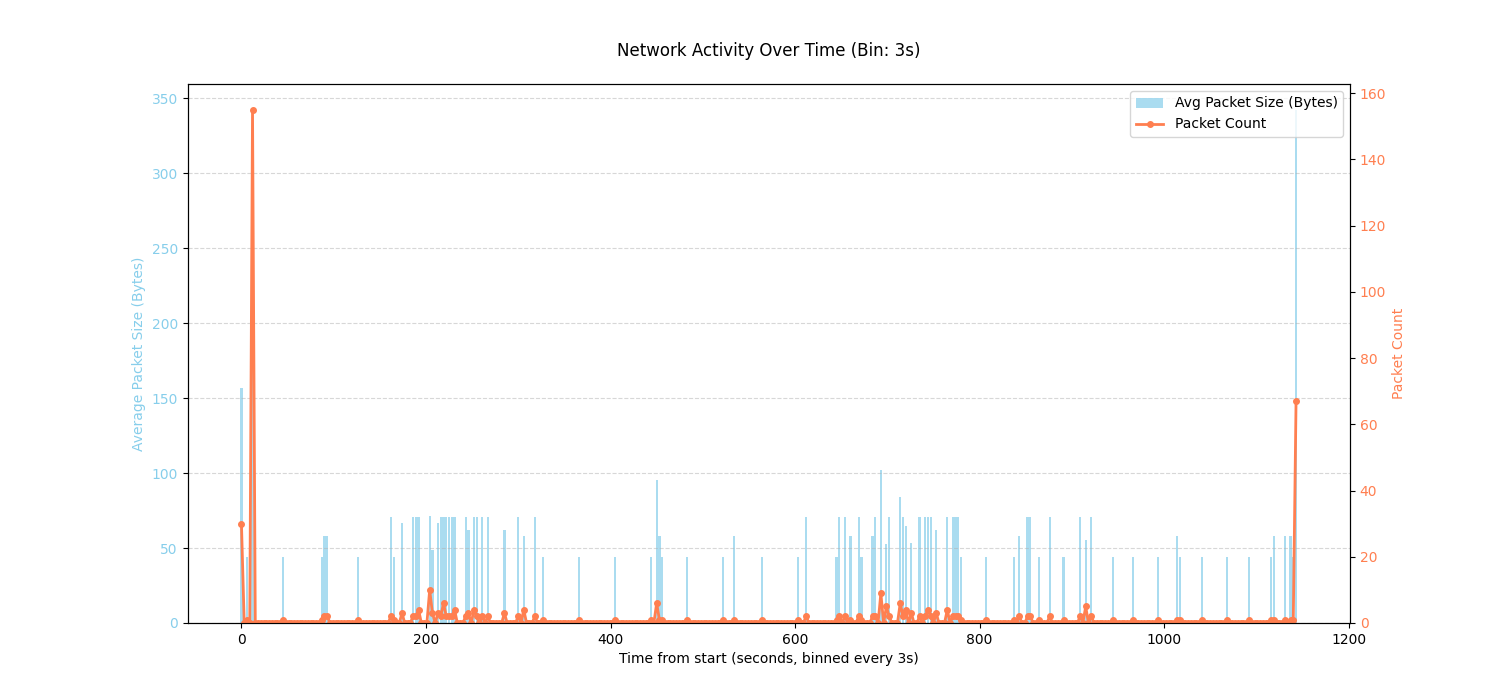 Network Activity Over Time (Bin: 3s)
Avg Packet Size (Bytes)
Packet Count
Average Packet Size (Bytes)
350
300
250
200
150
100
50
0
160
140
120
100
80
60
40
20
0
Packet Count
0 200 400 600 800 1000 1200
Time from start (seconds, binned every 3s)